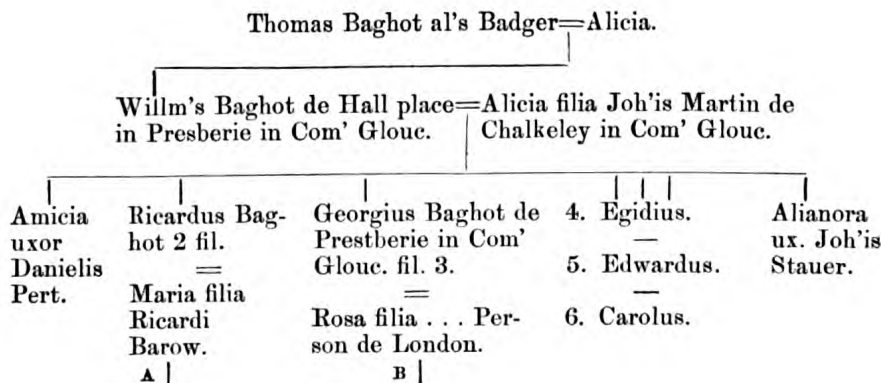 Thomas Baghot al's Badger=Alicia.
Willm's Baghot de Hall place=Alicia filia Joh'is Martin de
in Presberie in Com' Glouc. Chalkeley in Com' Glouc.
Amicia
uxor
Danielis
Pert.
Ricardus Bag-
hot 2 fil.
=
Maria filia
Ricardi
Barow.
A
Georgius Baghot de
Prestberie in Com'
Glouc. fil. 3.
=
Rosa filia . . . Per-
son de London.
B
4. Egidius.
—
5. Edwardus.
—
6. Carolus.
Alianora
ux. Joh'is
Stauer.